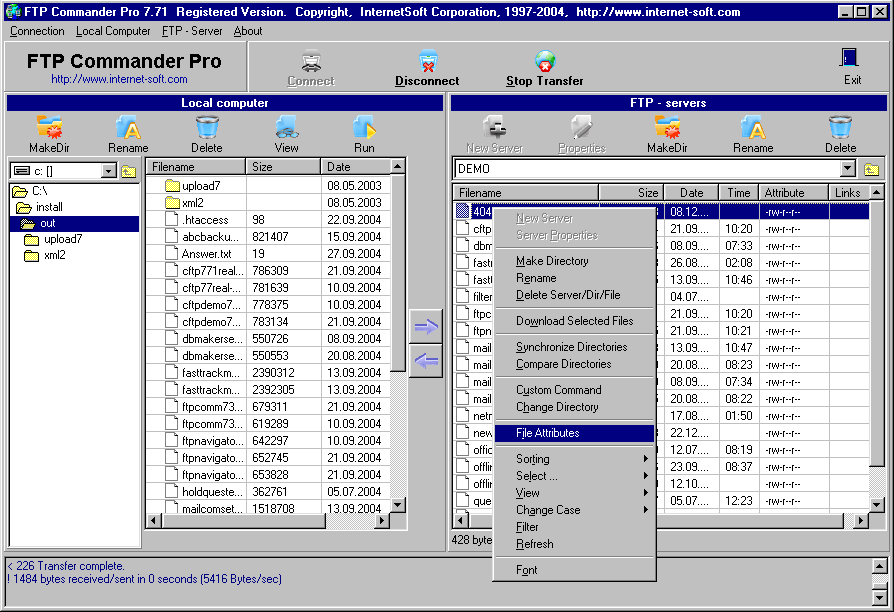 FTP Commander Pro 7.71 Registered Version. Copyright, InternetSoft Corporation, 1997-2004, http://www.internet-soft.com
Connection Local Computer FTP - Server About
FTP Commander Pro
http://www.internet-soft.com
Connect
Disconnect
Stop Transfer
Exit
Local computer
MakeDir Rename Delete View Run
c: []
C:\
install
out
upload7
xml2
Filename Size Date
upload7 08.05.2003
xml2 08.05.2003
.htaccess 98 22.09.2004
abcbacku... 821407 15.09.2004
Answer.txt 19 27.09.2004
cftp771real... 786309 21.09.2004
cftp77real-... 781639 10.09.2004
cftpdemo7... 778375 10.09.2004
cftpdemo7... 783134 21.09.2004
dbmakerse... 550726 08.09.2004
dbmakerse... 550553 20.08.2004
fasttrackm... 2390312 13.09.2004
fasttrackm... 2392305 13.09.2004
ftpcomm73... 679311 21.09.2004
ftpcomm73... 619289 10.09.2004
ftpnavigato... 642297 10.09.2004
ftpnavigato... 652745 21.09.2004
ftpnavigato... 653828 21.09.2004
holdqueste... 362761 05.07.2004
mailcomset... 1518708 13.09.2004
FTP - servers
New Server Properties MakeDir Rename Delete
DEMO
Filename Size Date Time Attribute Links
404 08.12.... -rw-r--r--
cftp 21.09.... 10:20 -rw-r--r--
dbm 08.09.... 07:33 -rw-r--r--
fast 26.08.... 02:08 -rw-r--r--
fast 13.09.... 10:46 -rw-r--r--
filter 04.07.... -rw-r--r--
ftpc 21.09.... 10:20 -rw-r--r--
ftpn 21.09.... 10:21 -rw-r--r--
mail 13.09.... 10:47 -rw-r--r--
mail 20.08.... 08:23 -rw-r--r--
mail 08.09.... 07:34 -rw-r--r--
mail 20.08.... 08:22 -rw-r--r--
netr 17.08.... 01:50 -rw-r--r--
new 22.12.... -rw-r--r--
offic 12.07.... 08:19 -rw-r--r--
offlin 23.09.... 08:37 -rw-r--r--
offlin 12.10.... -rw-r--r--
que 05.07.... 12:23 -rw-r--r--
428 byte
New Server
Server Properties
Make Directory
Rename
Delete Server/Dir/File
Download Selected Files
Synchronize Directories
Compare Directories
Custom Command
Change Directory
File Attributes
Sorting
Select ...
View
Change Case
Filter
Refresh
Font
< 226 Transfer complete.
! 1484 bytes received/sent in 0 seconds (5416 Bytes/sec)